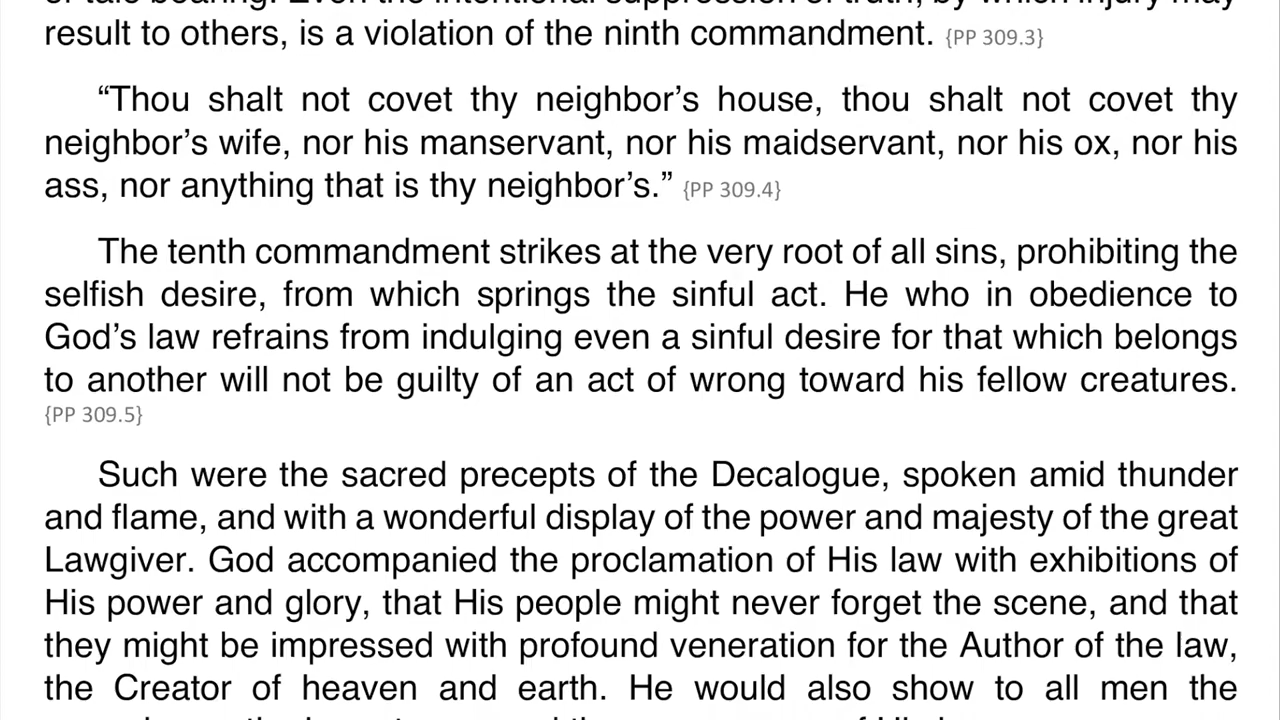 result to others, is a violation of the ninth commandment. {PP 309.3}
“Thou shalt not covet thy neighbor’s house, thou shalt not covet thy
neighbor’s wife, nor his manservant, nor his maidservant, nor his ox, nor his
ass, nor anything that is thy neighbor’s.” {PP 309.4}
The tenth commandment strikes at the very root of all sins, prohibiting the
selfish desire, from which springs the sinful act. He who in obedience to
God’s law refrains from indulging even a sinful desire for that which belongs
to another will not be guilty of an act of wrong toward his fellow creatures.
{PP 309.5}
Such were the sacred precepts of the Decalogue, spoken amid thunder
and flame, and with a wonderful display of the power and majesty of the great
Lawgiver. God accompanied the proclamation of His law with exhibitions of
His power and glory, that His people might never forget the scene, and that
they might be impressed with profound veneration for the Author of the law,
the Creator of heaven and earth. He would also show to all men the